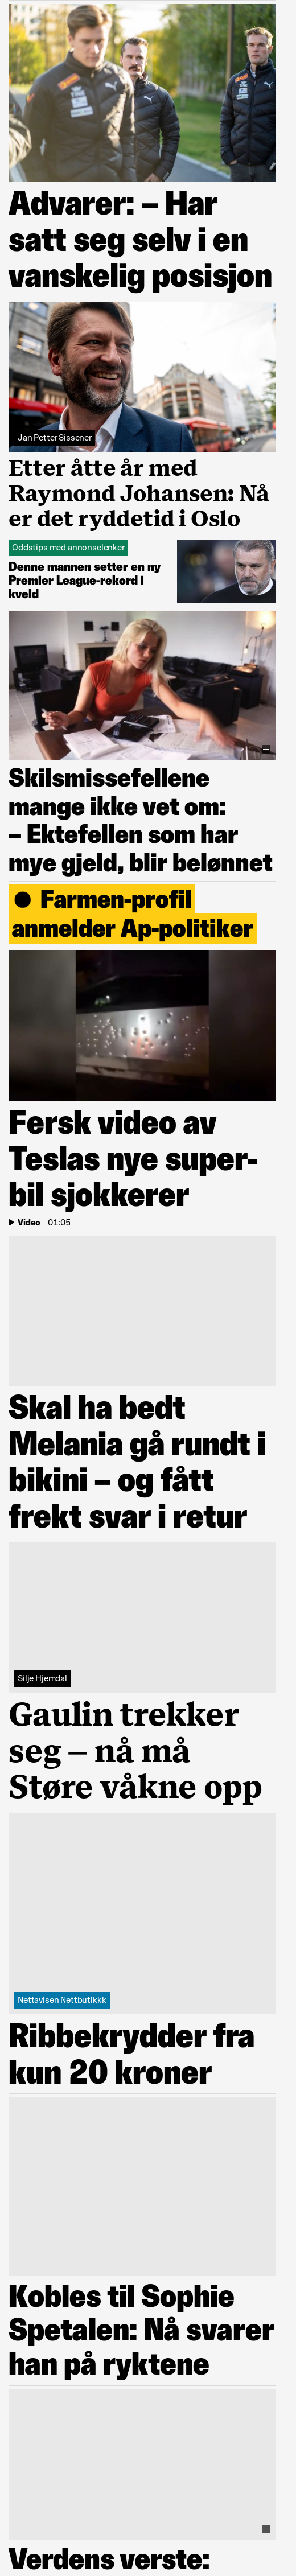 Advarer: – Har
satt seg selv i en
vanskelig posisjon
Jan Petter Sissener
Etter åtte år med
Raymond Johansen: Nå
er det ryddetid i Oslo
Oddstips med annonselenker
Denne mannen setter en ny
Premier League-rekord i
kveld
Skilsmissefellene
mange ikke vet om:
– Ektefellen som har
mye gjeld, blir belønnet
Farmen-profil
anmelder Ap-politiker
Fersk video av
Teslas nye super-
bil sjokkerer
Video | 01:05
Skal ha bedt
Melania gå rundt i
bikini – og fått
frekt svar i retur
Silje Hjemdal
Gaulin trekker
seg – nå må
Støre våkne opp
Nettavisen Nettbutikkk
Ribbekrydder fra
kun 20 kroner
Kobles til Sophie
Spetalen: Nå svarer
han på ryktene
Verdens verste: